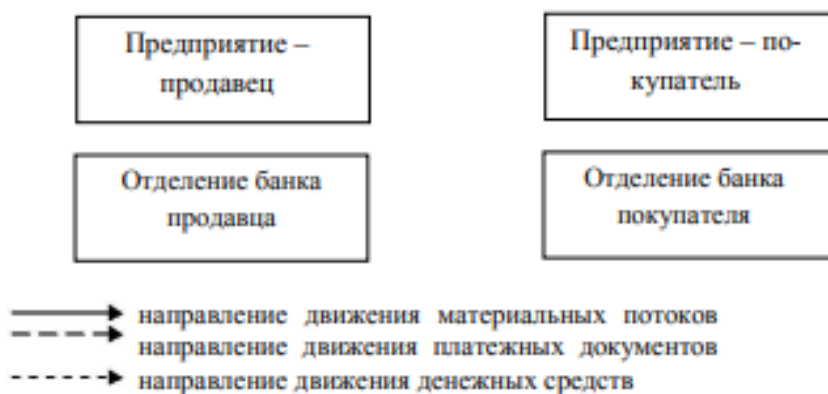 Предприятие –
продавец
Предприятие – по-
купатель
Отделение банка
продавца
Отделение банка
покупателя
направление движения материальных потоков
направление движения платежных документов
направление движения денежных средств